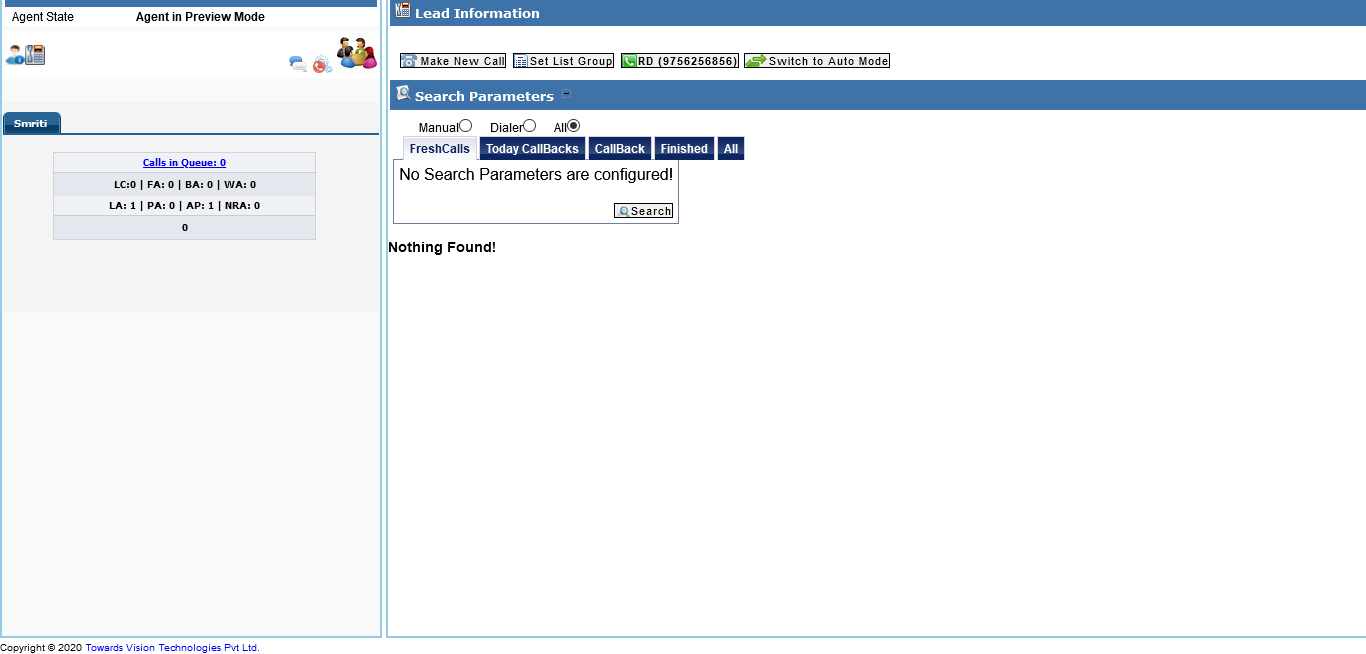 Agent State Agent in Preview Mode
Smriti
Calls in Queue: 0
LC:0 | FA: 0 | BA: 0 | WA: 0
LA: 1 | PA: 0 | AP: 1 | NRA: 0
0
Lead Information
Make New Call Set List Group RD (9756256856) Switch to Auto Mode
Search Parameters
Manual Dialer All
FreshCalls Today CallBacks CallBack Finished All
No Search Parameters are configured!
Search
Nothing Found!
Copyright © 2020 Towards Vision Technologies Pvt Ltd.